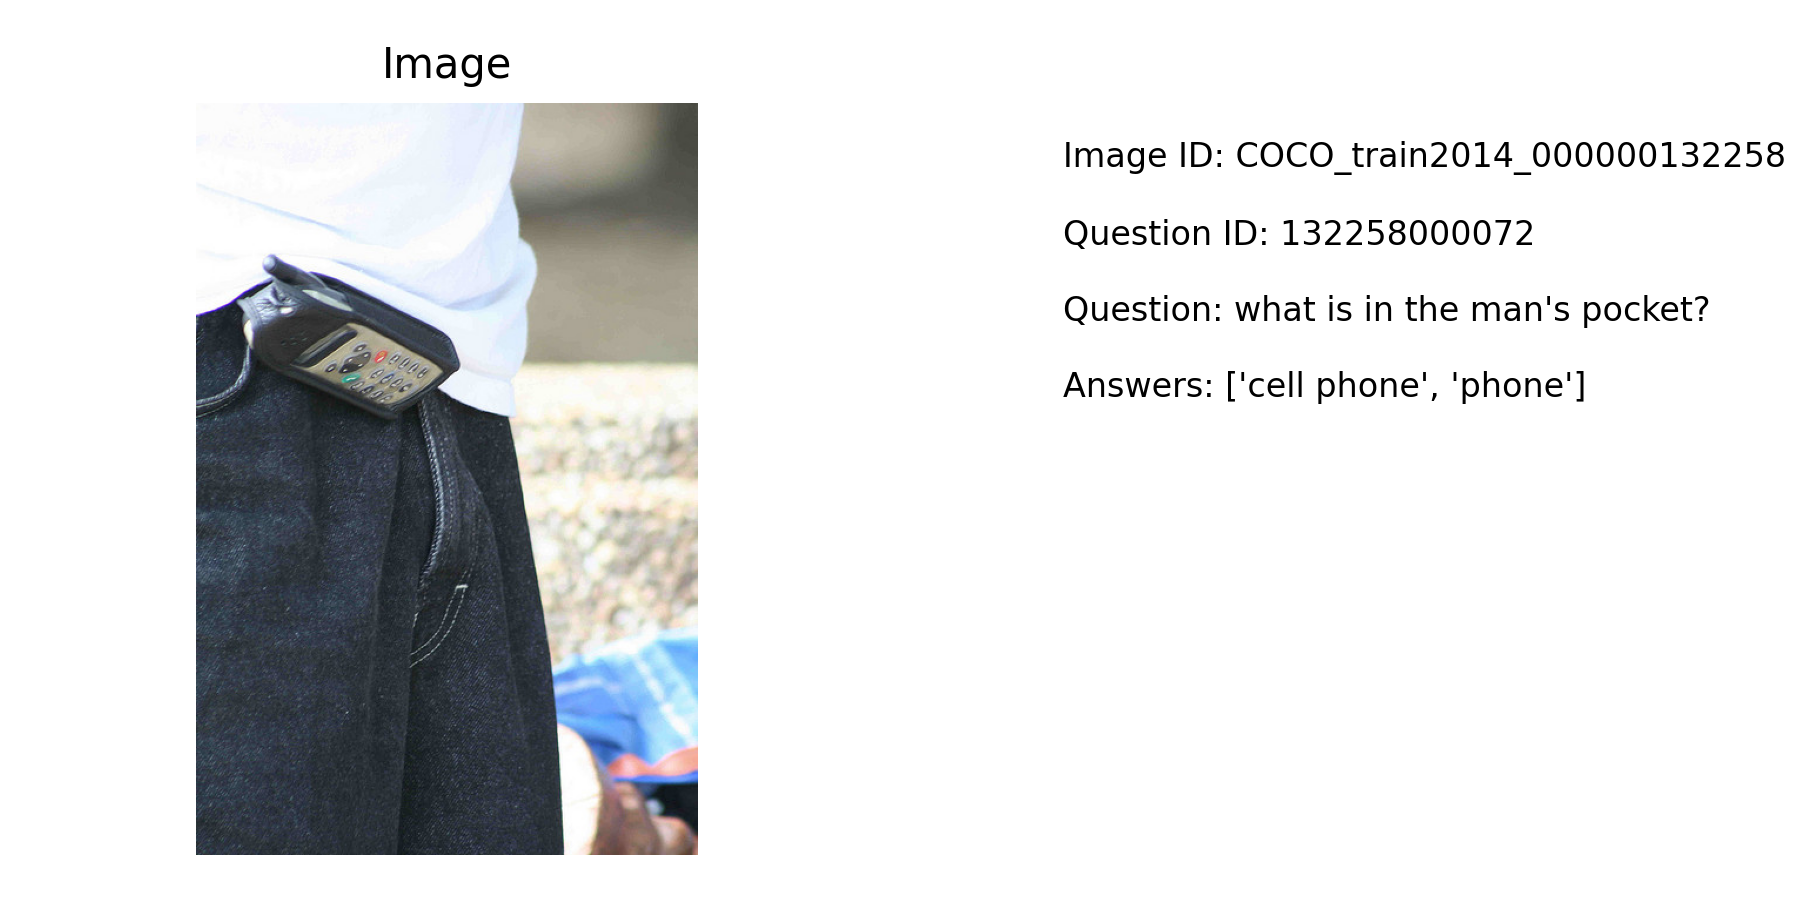 Image
Image ID: COCO_train2014_000000132258
Question ID: 132258000072
Question: what is in the man's pocket?
Answers: ['cell phone', 'phone']